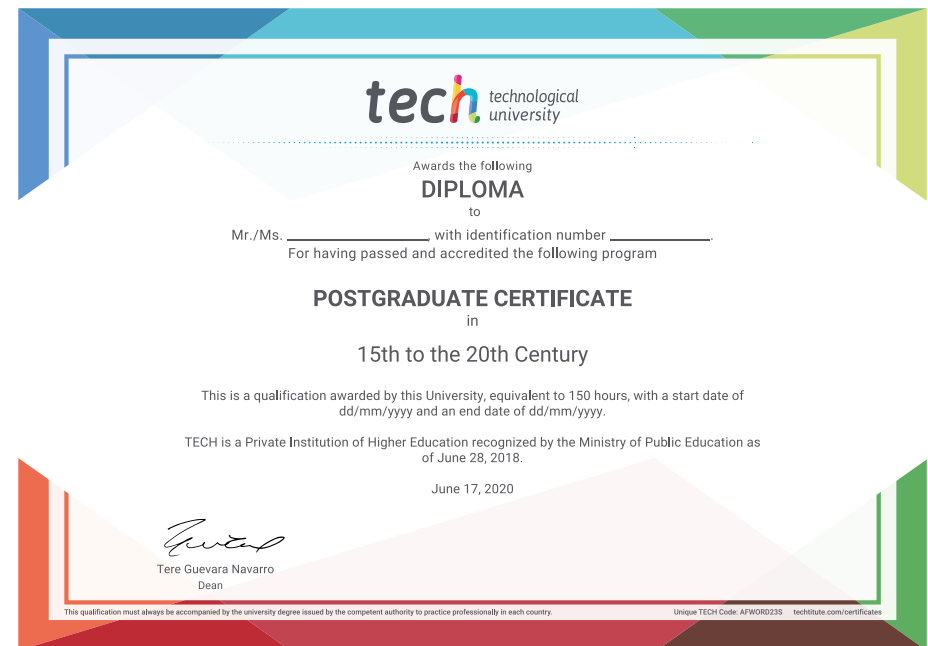 tech technological
university
Awards the following
DIPLOMA
to
Mr./Ms. ____________, with identification number ____________.
For having passed and accredited the following program
POSTGRADUATE CERTIFICATE
in
15th to the 20th Century
This is a qualification awarded by this University, equivalent to 150 hours, with a start date of
dd/mm/yyyy and an end date of dd/mm/yyyy.
TECH is a Private Institution of Higher Education recognized by the Ministry of Public Education as
of June 28, 2018.
June 17, 2020
Tere Guevara Navarro
Dean
This qualification must always be accompanied by the university degree issued by the competent authority to practice professionally in each country. Unique TECH Code: AFWORD23S techtitute.com/certificates